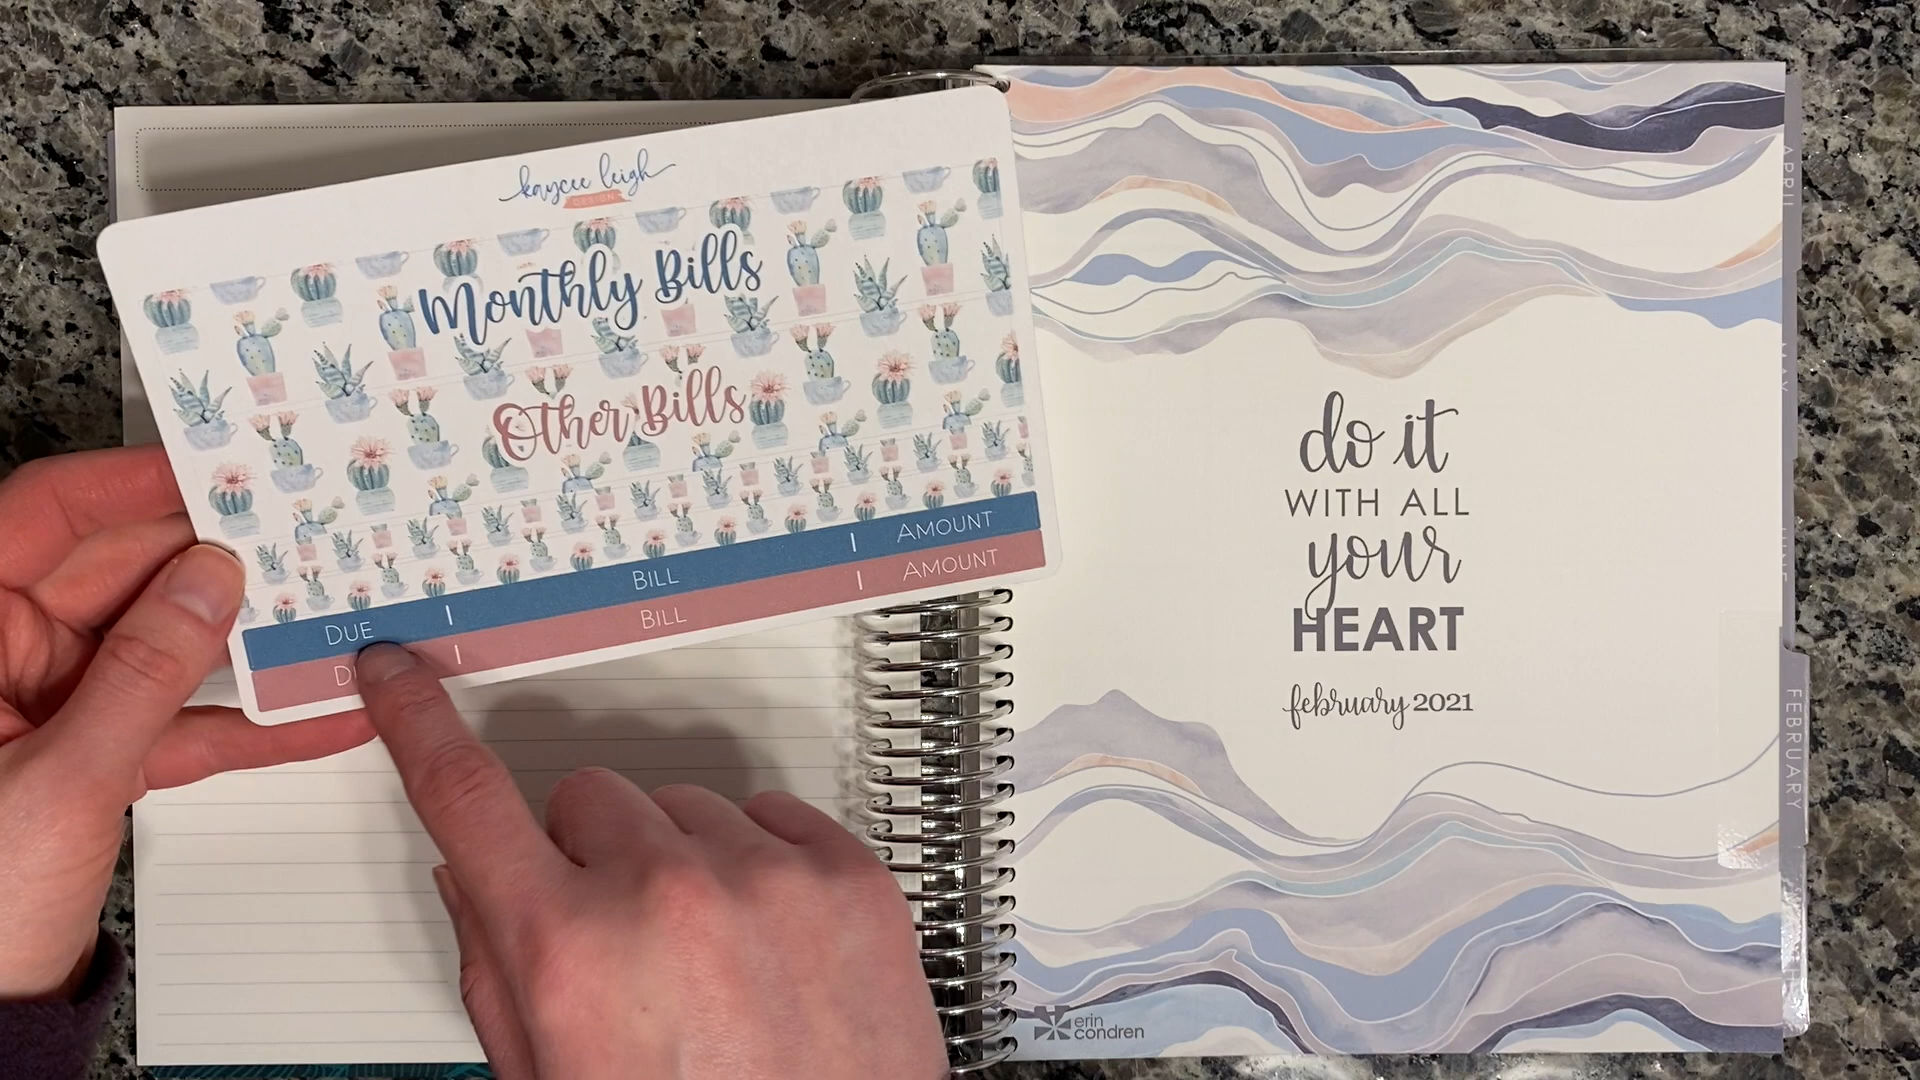 kaycee leigh
DESIGNS
Monthly Bills
Other Bills
DUE | BILL | AMOUNT
| BILL | AMOUNT
do it
WITH ALL
your
HEART
february 2021
erin
condren
APRIL
MAY
JUNE
FEBRUARY